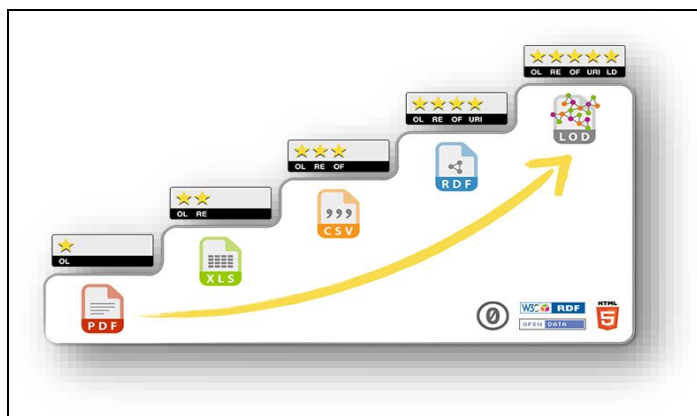 OL RE OF URI LD
OL RE OF URI
LOD
OL RE OF
RDF
OL RE
CSV
OL
XLS
PDF
0
W3C RDF
OPEN DATA
HTML
5